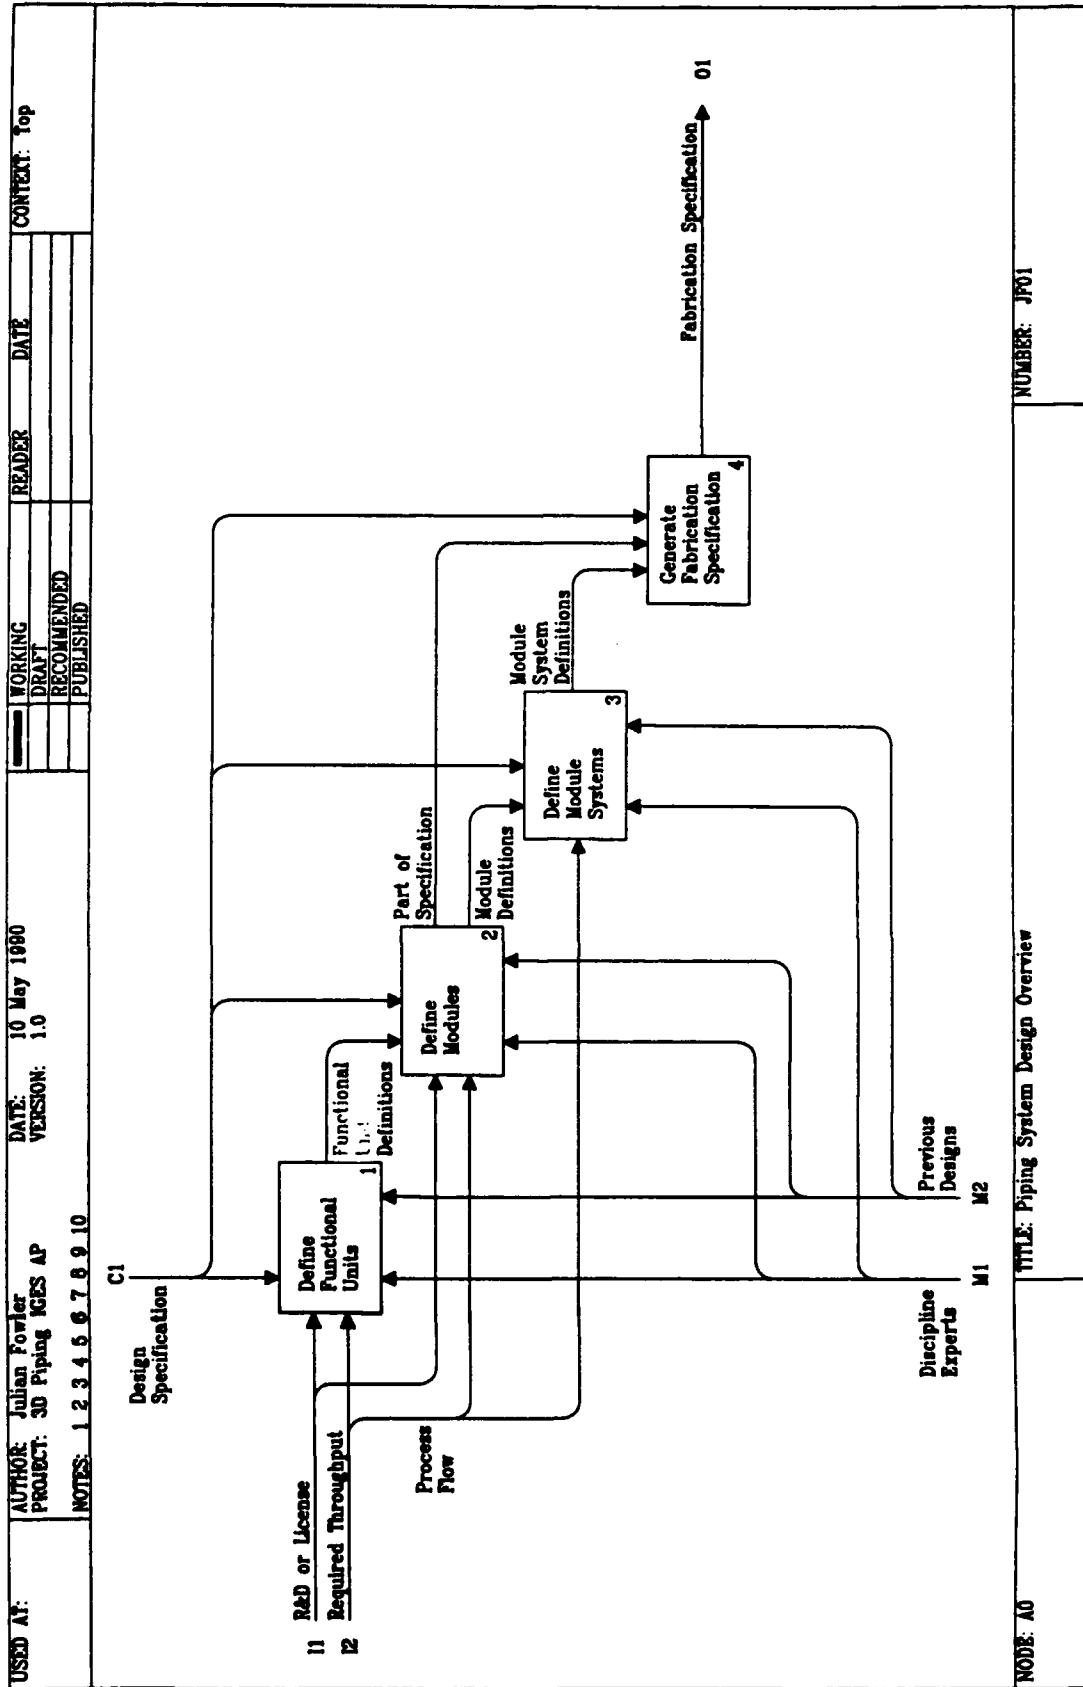 USED AT:
AUTHOR: Julian Fowler
PROJECT: 3D Piping IGES AP
NOTES: 1 2 3 4 5 6 7 8 9 10
DATE: 10 May 1990
VERSION: 1.0
WORKING
DRAFT
RECOMMENDED
PUBLISHED
READER DATE
CONTEXT: Top
C1
Design
Specification
I1 R&D or License
I2 Required Throughput
Process
Flow
Define
Functional
Units
1
Functional
Definitions
Define
Modules
2
Part of
Specification
Module
Definitions
Define
Module
Systems
3
Module
System
Definitions
Generate
Fabrication
Specification
4
Fabrication Specification
O1
Discipline
Experts
M1
Previous
Designs
M2
NODE: A0
TITLE: Piping System Design Overview
NUMBER: JF01